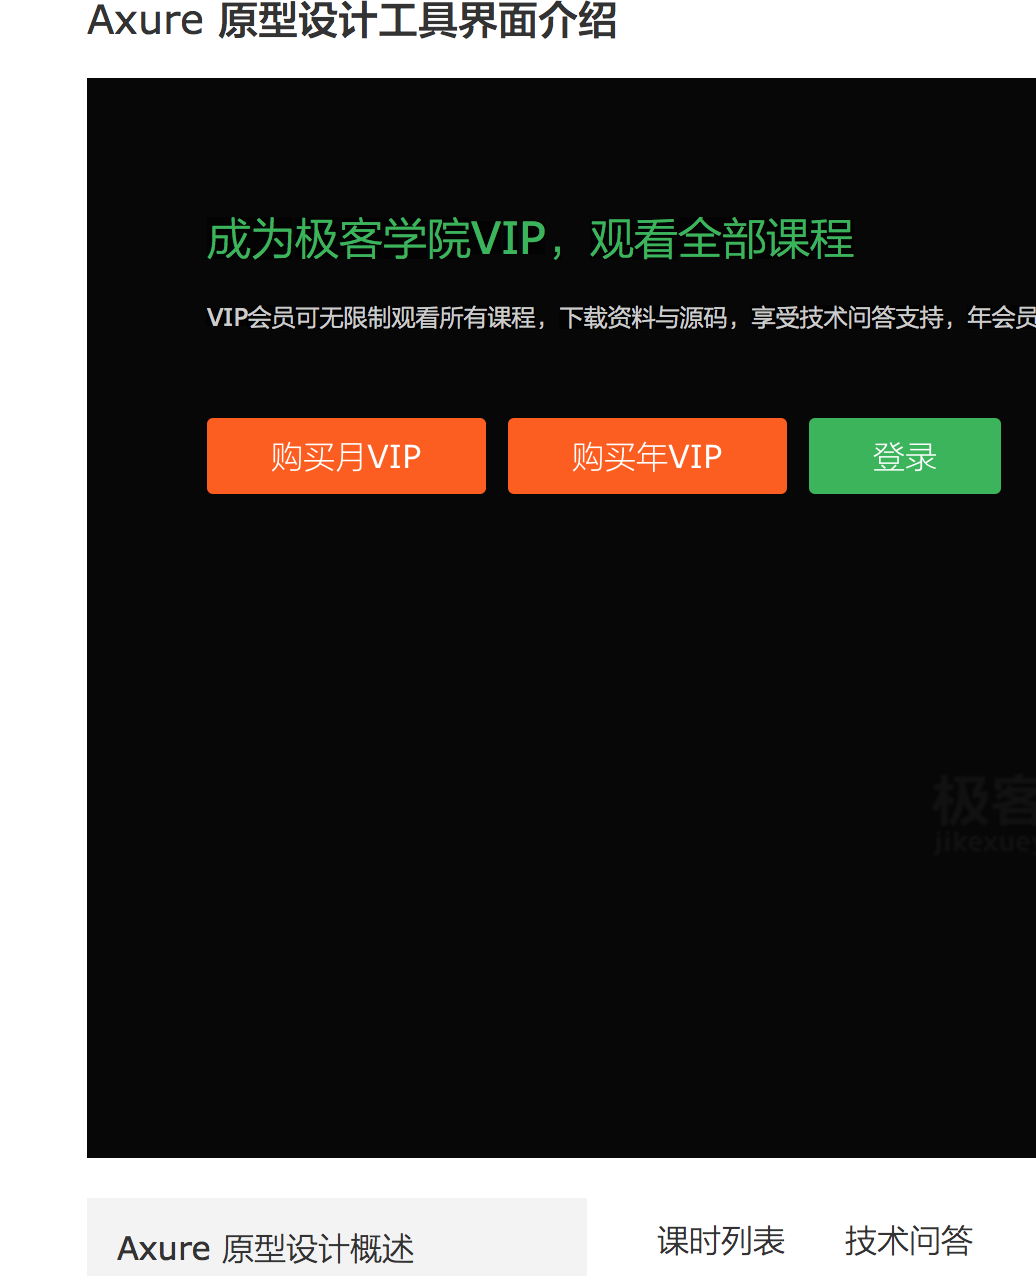 Axure 原型设计工具界面介绍
成为极客学院VIP，观看全部课程
VIP会员可无限制观看所有课程，下载资料与源码，享受技术问答支持，年会员
购买月VIP
购买年VIP
登录
极客
jikexuey
Axure 原型设计概述
课时列表
技术问答